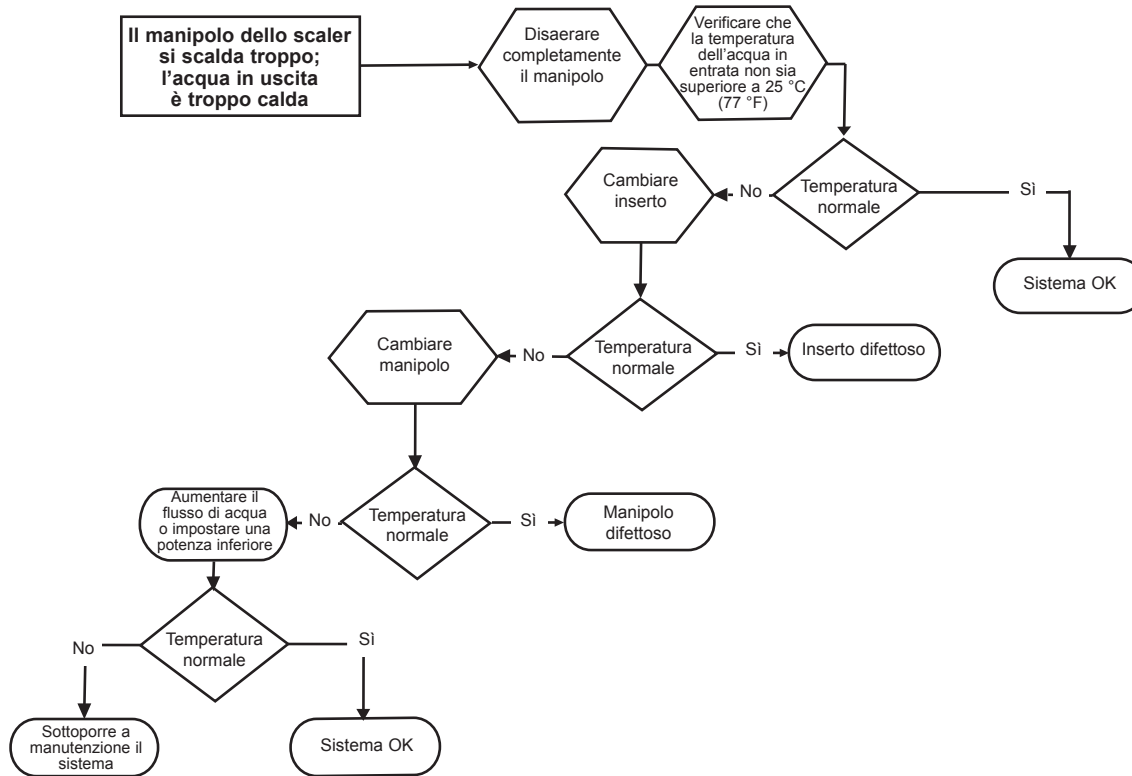 Il manipolo dello scaler
si scalda troppo;
l'acqua in uscita
è troppo calda
Disaerare
completamente
il manipolo
Verificare che
la temperatura
dell'acqua in
entrata non sia
superiore a 25 °C
(77 °F)
Temperatura
normale
No
Sì
Cambiare
inserto
Sistema OK
Temperatura
normale
No
Sì
Inserto difettoso
Cambiare
manipolo
Temperatura
normale
No
Sì
Manipolo
difettoso
Aumentare il
flusso di acqua
o impostare una
potenza inferiore
Temperatura
normale
No
Sì
Sottoporre a
manutenzione il
sistema
Sistema OK